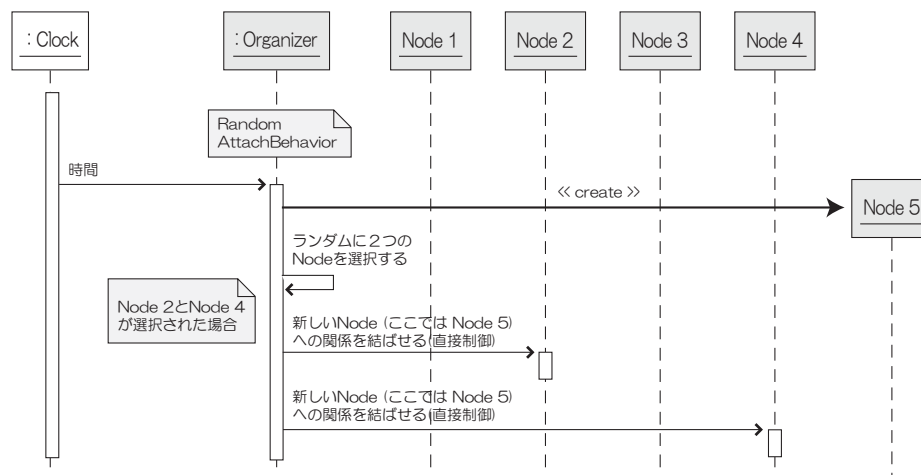 : Clock
: Organizer
Node 1
Node 2
Node 3
Node 4
Random
AttachBehavior
時間
<< create >>
Node 5
ランダムに2つの
Nodeを選択する
Node 2とNode 4
が選択された場合
新しいNode (ここでは Node 5)
への関係を結ばせる(直接制御)
新しいNode (ここでは Node 5)
への関係を結ばせる(直接制御)